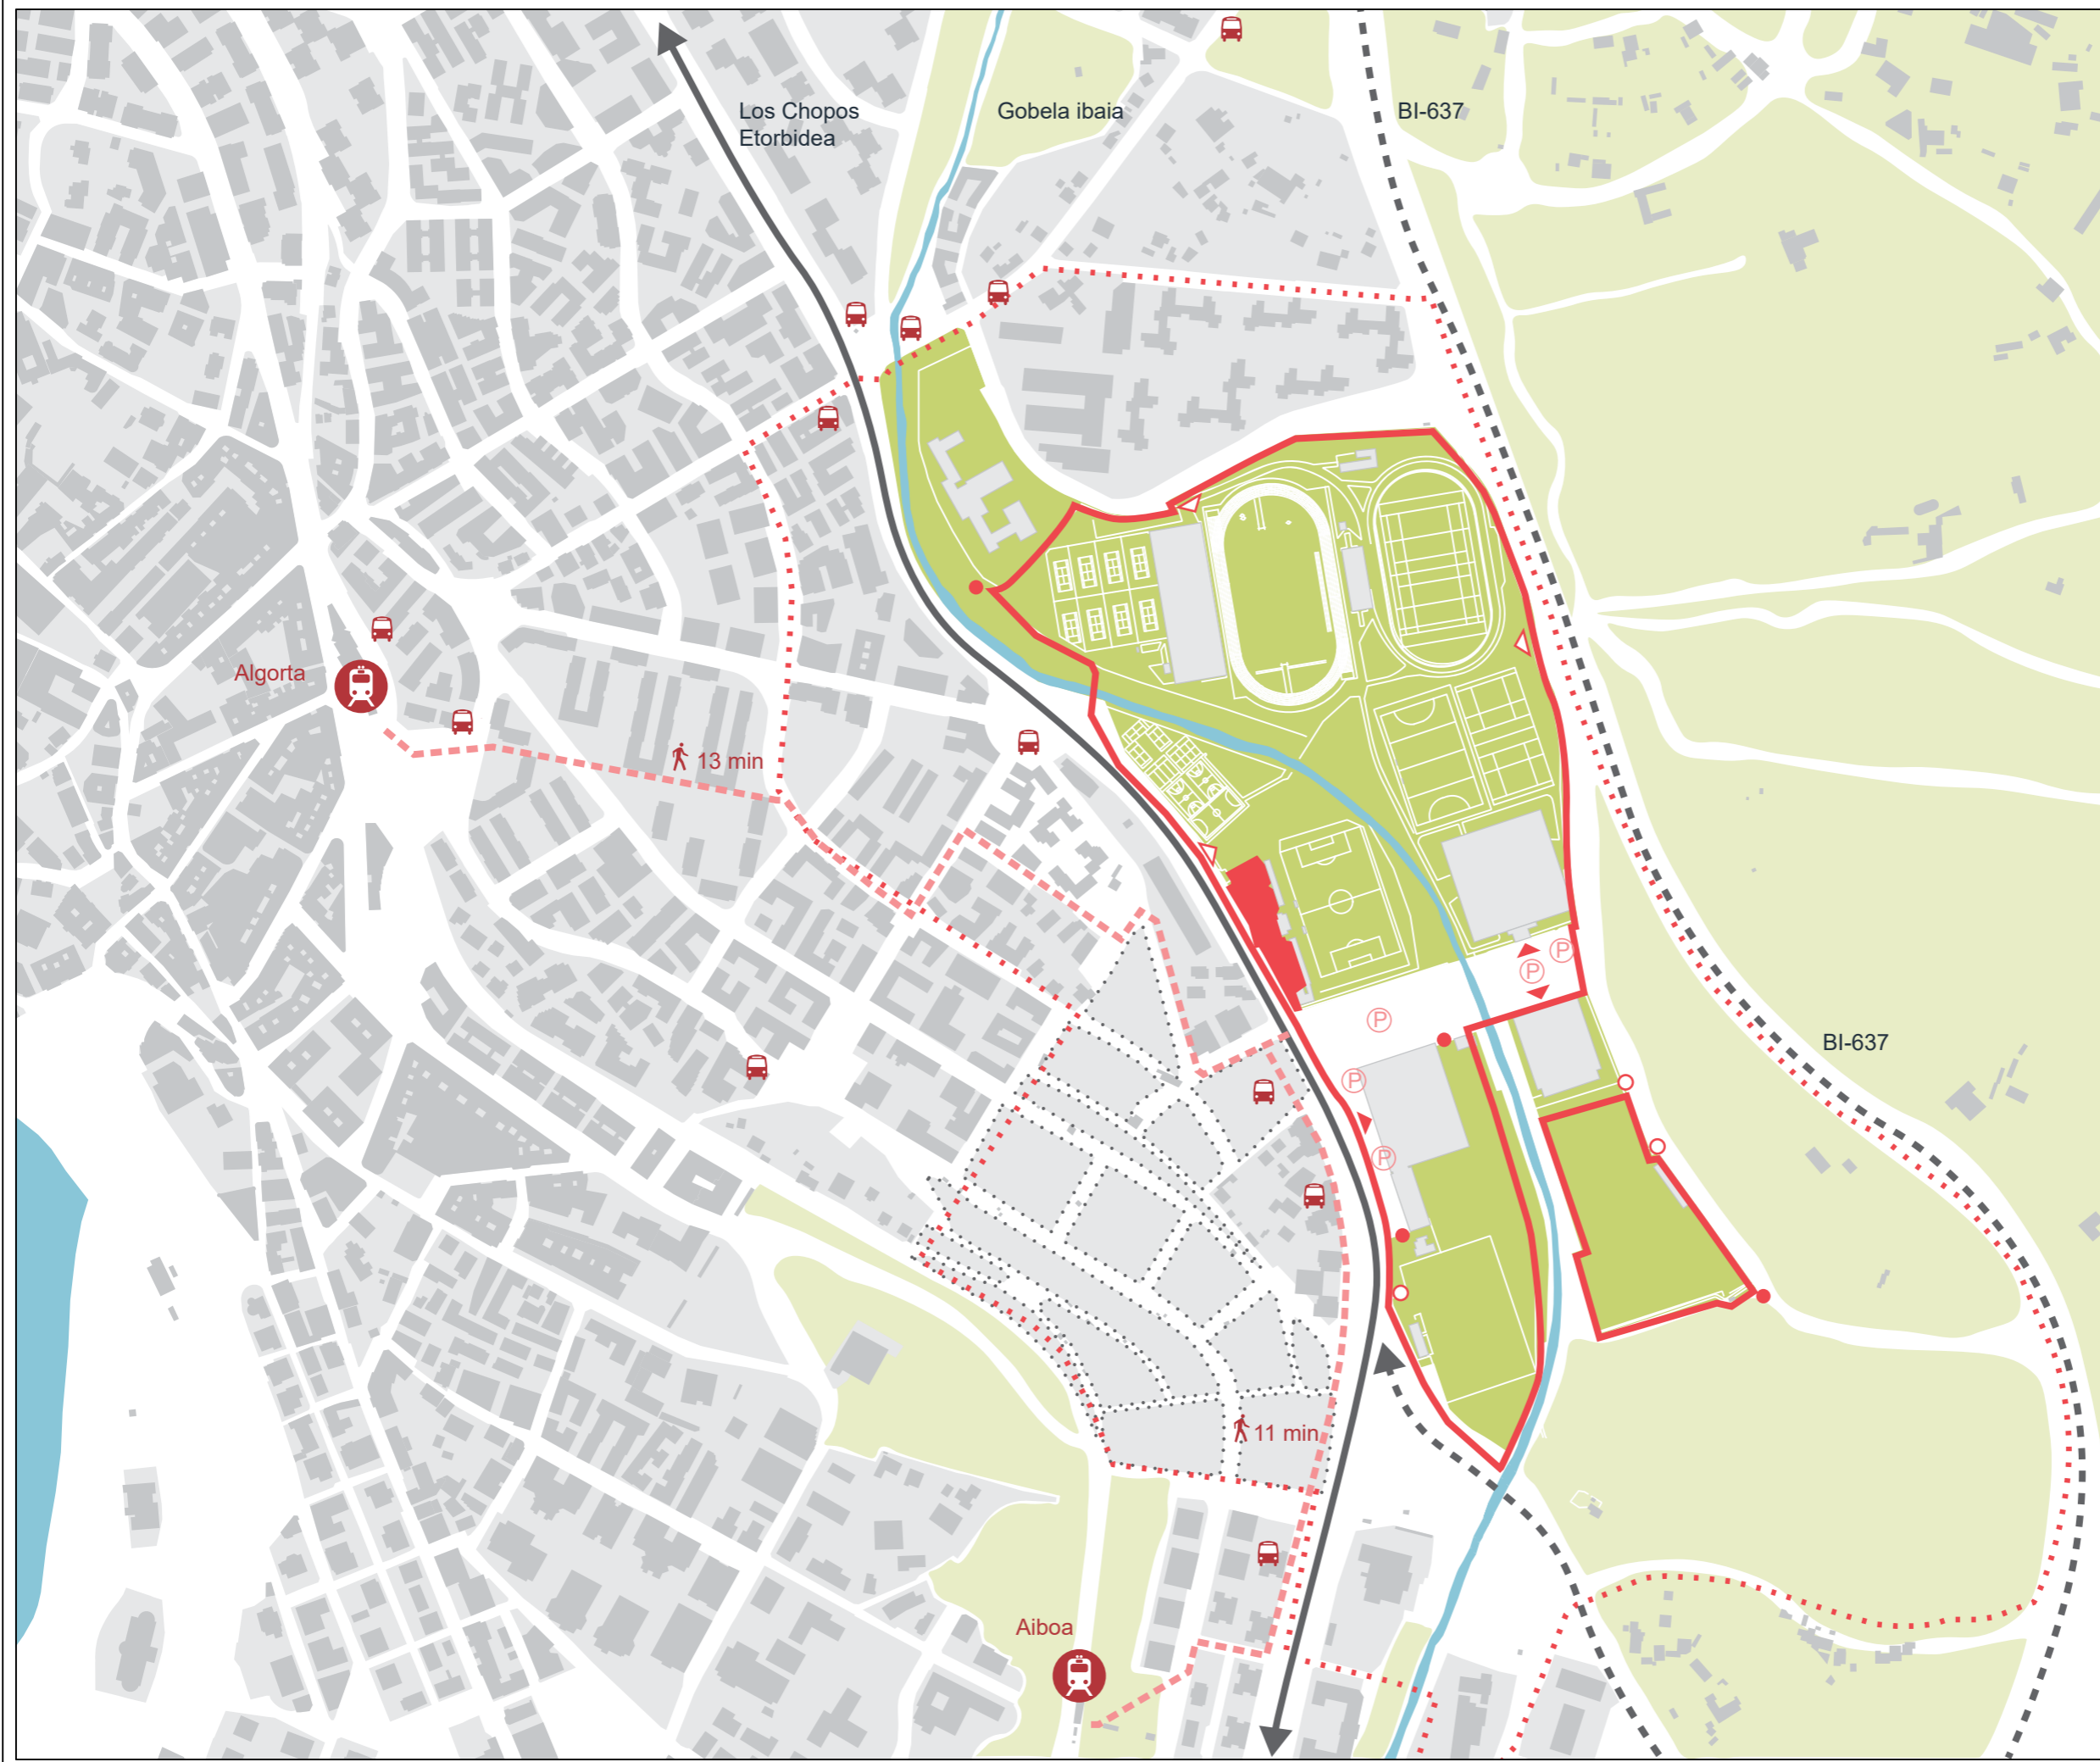 Los Chopos
Etorbidea
Gobela ibaia
BI-637
Algorta
13 min
P
P
P
BI-637
P
P
11 min
Aiboa